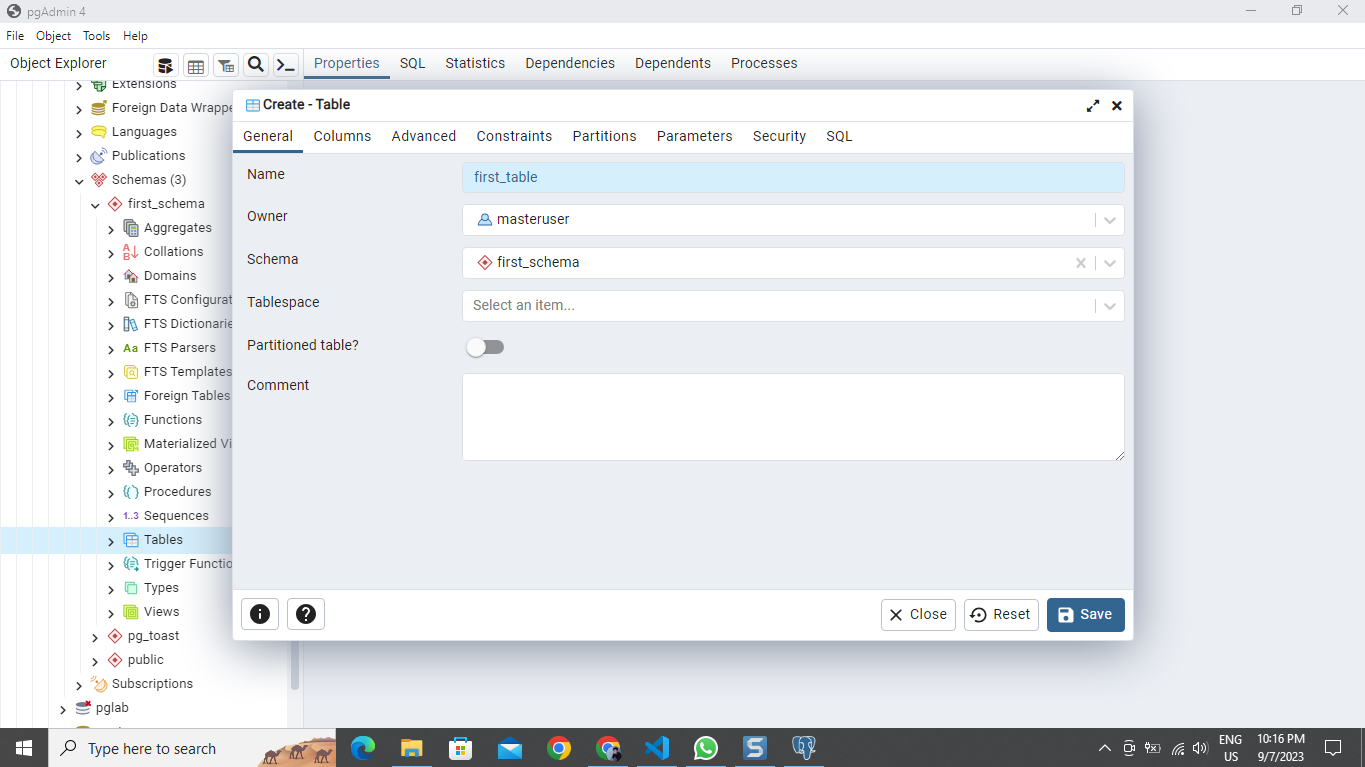 pgAdmin 4
File Object Tools Help
Object Explorer
Properties SQL Statistics Dependencies Dependents Processes
Extensions
Foreign Data Wrappe
Languages
Publications
Schemas (3)
first_schema
Aggregates
Collations
Domains
FTS Configurat
FTS Dictionarie
Aa FTS Parsers
FTS Templates
Foreign Tables
Functions
Materialized Vi
Operators
Procedures
1..3 Sequences
Tables
Trigger Functio
Types
Views
pg_toast
public
Subscriptions
pglab
Create - Table
General Columns Advanced Constraints Partitions Parameters Security SQL
Name first_table
Owner masteruser
Schema first_schema
Tablespace Select an item...
Partitioned table?
Comment
Close Reset Save
Type here to search
ENG
US
10:16 PM
9/7/2023